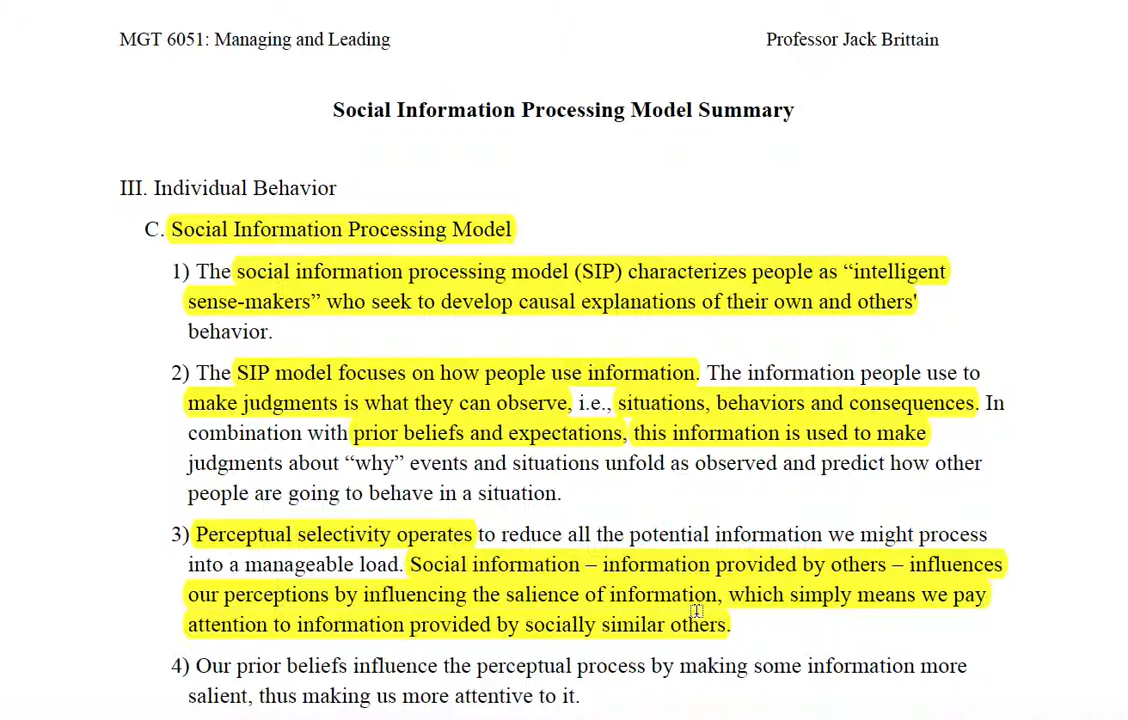 MGT 6051: Managing and Leading Professor Jack Brittain
Social Information Processing Model Summary
III. Individual Behavior
C. Social Information Processing Model
1) The social information processing model (SIP) characterizes people as “intelligent
sense-makers” who seek to develop causal explanations of their own and others'
behavior.
2) The SIP model focuses on how people use information. The information people use to
make judgments is what they can observe, i.e., situations, behaviors and consequences. In
combination with prior beliefs and expectations, this information is used to make
judgments about “why” events and situations unfold as observed and predict how other
people are going to behave in a situation.
3) Perceptual selectivity operates to reduce all the potential information we might process
into a manageable load. Social information – information provided by others – influences
our perceptions by influencing the salience of information, which simply means we pay
attention to information provided by socially similar others.
4) Our prior beliefs influence the perceptual process by making some information more
salient, thus making us more attentive to it.